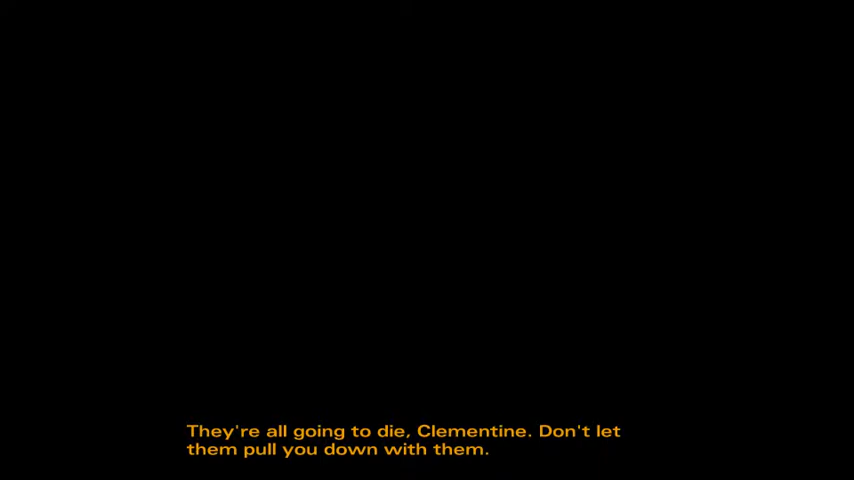 They're all going to die, Clementine. Don't let
them pull you down with them.